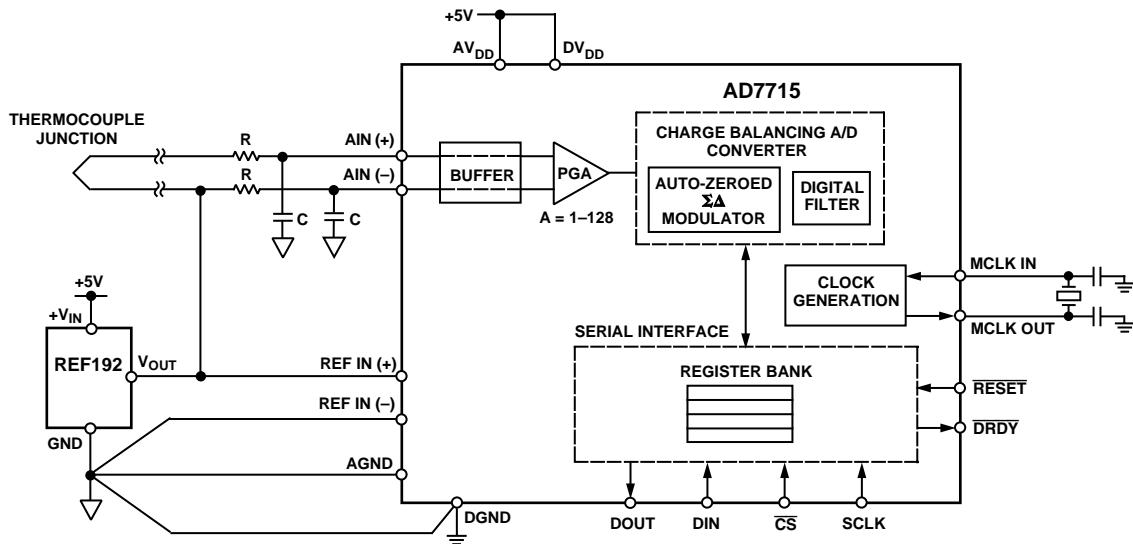 +5V
AVDD
DVDD
AD7715
THERMOCOUPLE
JUNCTION
R
AIN (+)
R
AIN (–)
C
C
BUFFER
PGA
A = 1–128
CHARGE BALANCING A/D
CONVERTER
AUTO-ZEROED
ΣΔ
MODULATOR
DIGITAL
FILTER
CLOCK
GENERATION
MCLK IN
MCLK OUT
SERIAL INTERFACE
REGISTER BANK
RESET
DRDY
+5V
+VIN
REF192
VOUT
GND
REF IN (+)
REF IN (–)
AGND
DGND
DOUT
DIN
CS
SCLK